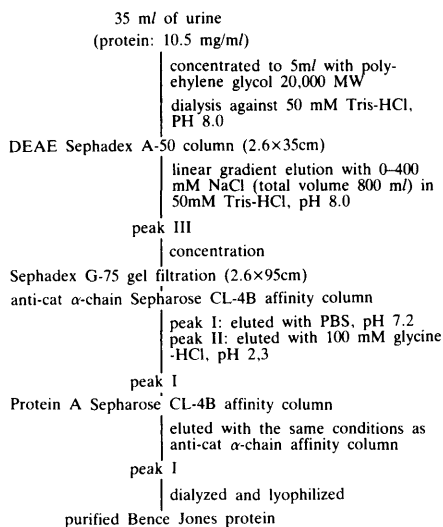 35 ml of urine
(protein: 10.5 mg/ml)
concentrated to 5ml with poly-
ehylene glycol 20,000 MW
dialysis against 50 mM Tris-HCl,
PH 8.0
DEAE Sephadex A-50 column (2.6×35cm)
linear gradient elution with 0–400
mM NaCl (total volume 800 ml) in
50mM Tris-HCl, pH 8.0
peak III
concentration
Sephadex G-75 gel filtration (2.6×95cm)
anti-cat α-chain Sepharose CL-4B affinity column
peak I: eluted with PBS, pH 7.2
peak II: eluted with 100 mM glycine
-HCl, pH 2,3
peak I
Protein A Sepharose CL-4B affinity column
eluted with the same conditions as
anti-cat α-chain affinity column
peak I
dialyzed and lyophilized
purified Bence Jones protein